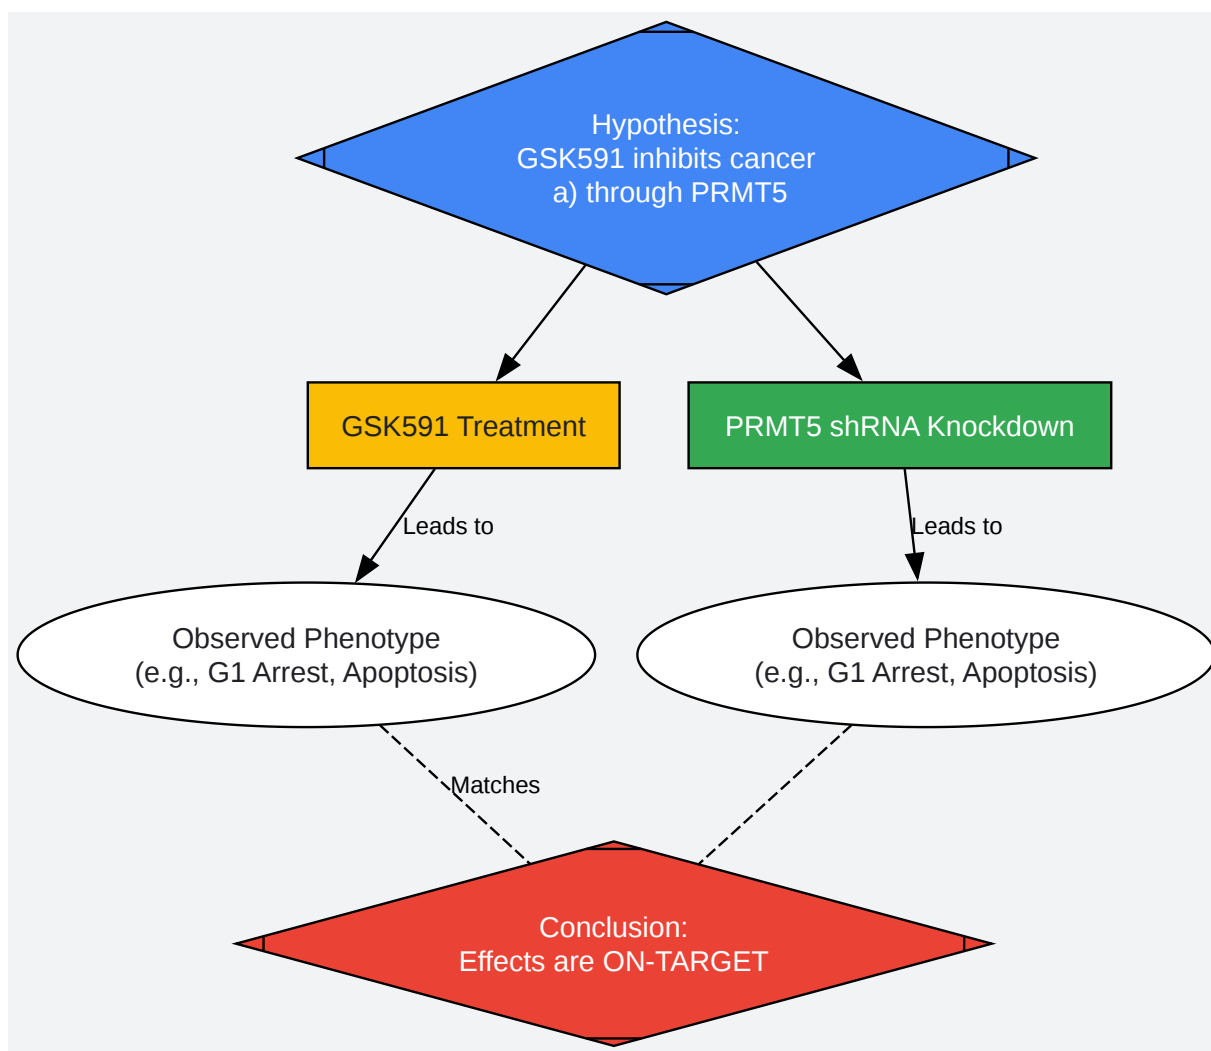 Hypothesis:
GSK591 inhibits cancer
a) through PRMT5
GSK591 Treatment
PRMT5 shRNA Knockdown
Leads to
Leads to
Observed Phenotype
(e.g., G1 Arrest, Apoptosis)
Observed Phenotype
(e.g., G1 Arrest, Apoptosis)
Matches
Conclusion:
Effects are ON-TARGET